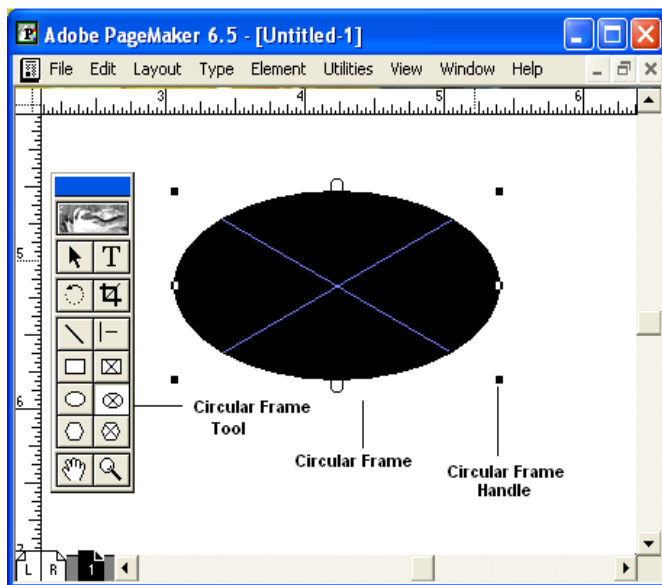 Adobe PageMaker 6.5 - [Untitled-1]
File Edit Layout Type Element Utilities View Window Help
3 4 5 6
T
5
6
7
Circular Frame
Tool
Circular Frame
Circular Frame
Handle
L R 1